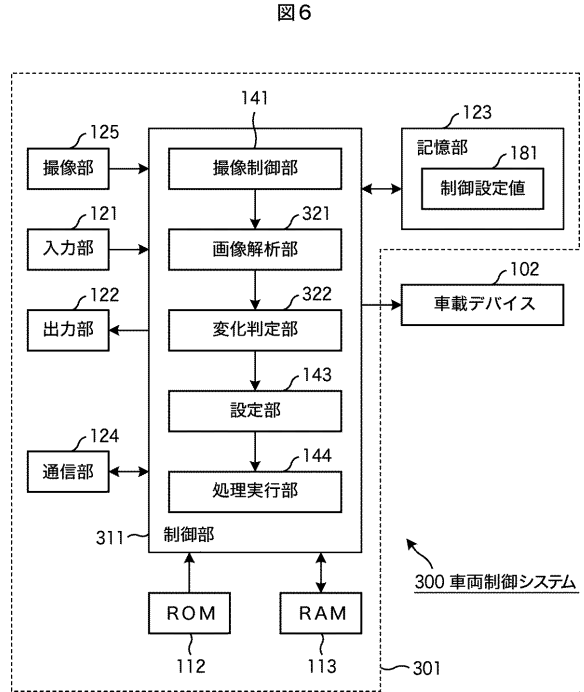 図６
141
125
撮像部
撮像制御部
123
記憶部
181
制御設定値
121
入力部
321
画像解析部
122
出力部
322
変化判定部
102
車載デバイス
143
設定部
124
通信部
144
処理実行部
311
制御部
300 車両制御システム
ROM
112
RAM
113
301